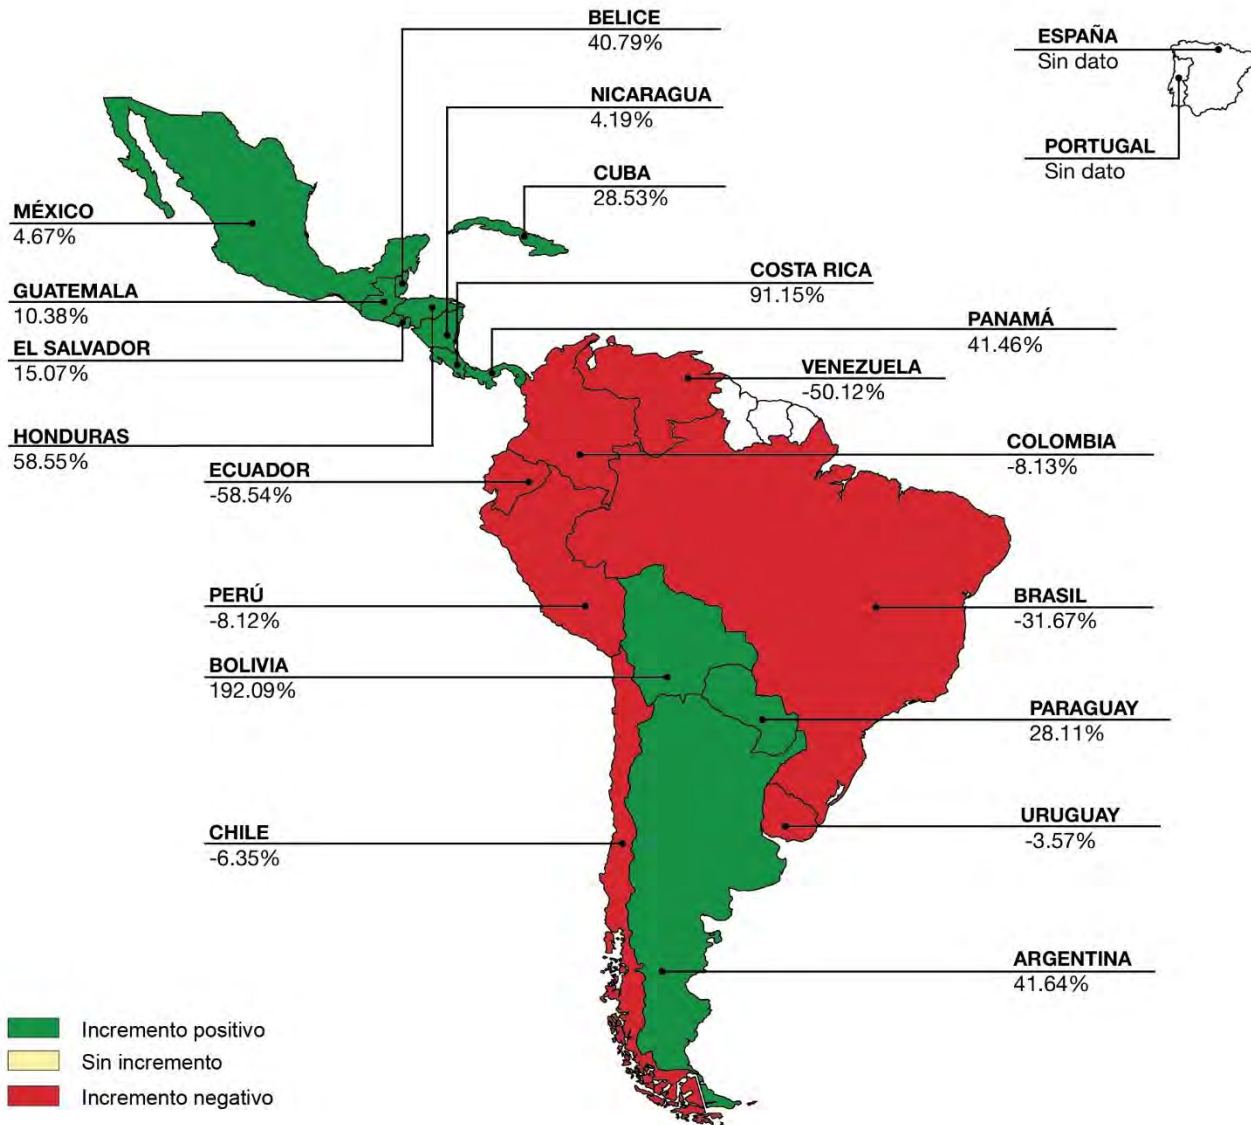 BELICE
40.79%
ESPAÑA
Sin dato
NICARAGUA
4.19%
PORTUGAL
Sin dato
CUBA
28.53%
MÉXICO
4.67%
COSTA RICA
91.15%
GUATEMALA
10.38%
PANAMÁ
41.46%
EL SALVADOR
15.07%
VENEZUELA
-50.12%
HONDURAS
58.55%
COLOMBIA
-8.13%
ECUADOR
-58.54%
PERÚ
-8.12%
BRASIL
-31.67%
BOLIVIA
192.09%
PARAGUAY
28.11%
CHILE
-6.35%
URUGUAY
-3.57%
ARGENTINA
41.64%
Incremento positivo
Sin incremento
Incremento negativo